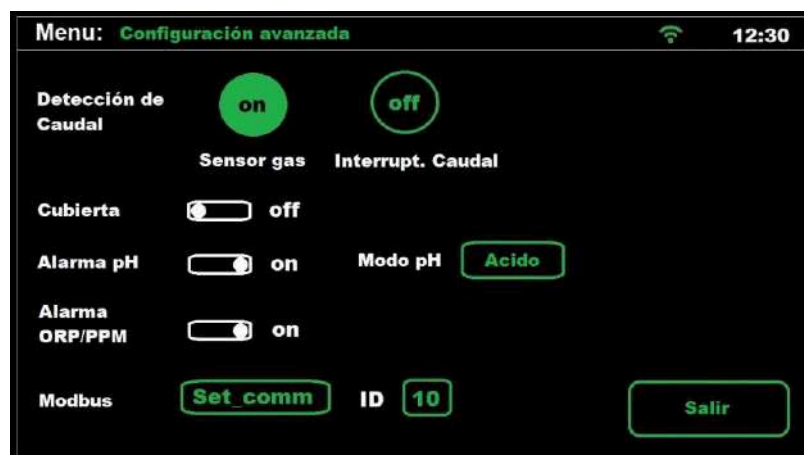 Menu: Configuración avanzada 12:30
Detección de Caudal on off
Sensor gas Interrupt. Caudal
Cubierta off
Alarma pH on Modo pH Acido
Alarma ORP/PPM on
Modbus Set_comm ID 10 Salir